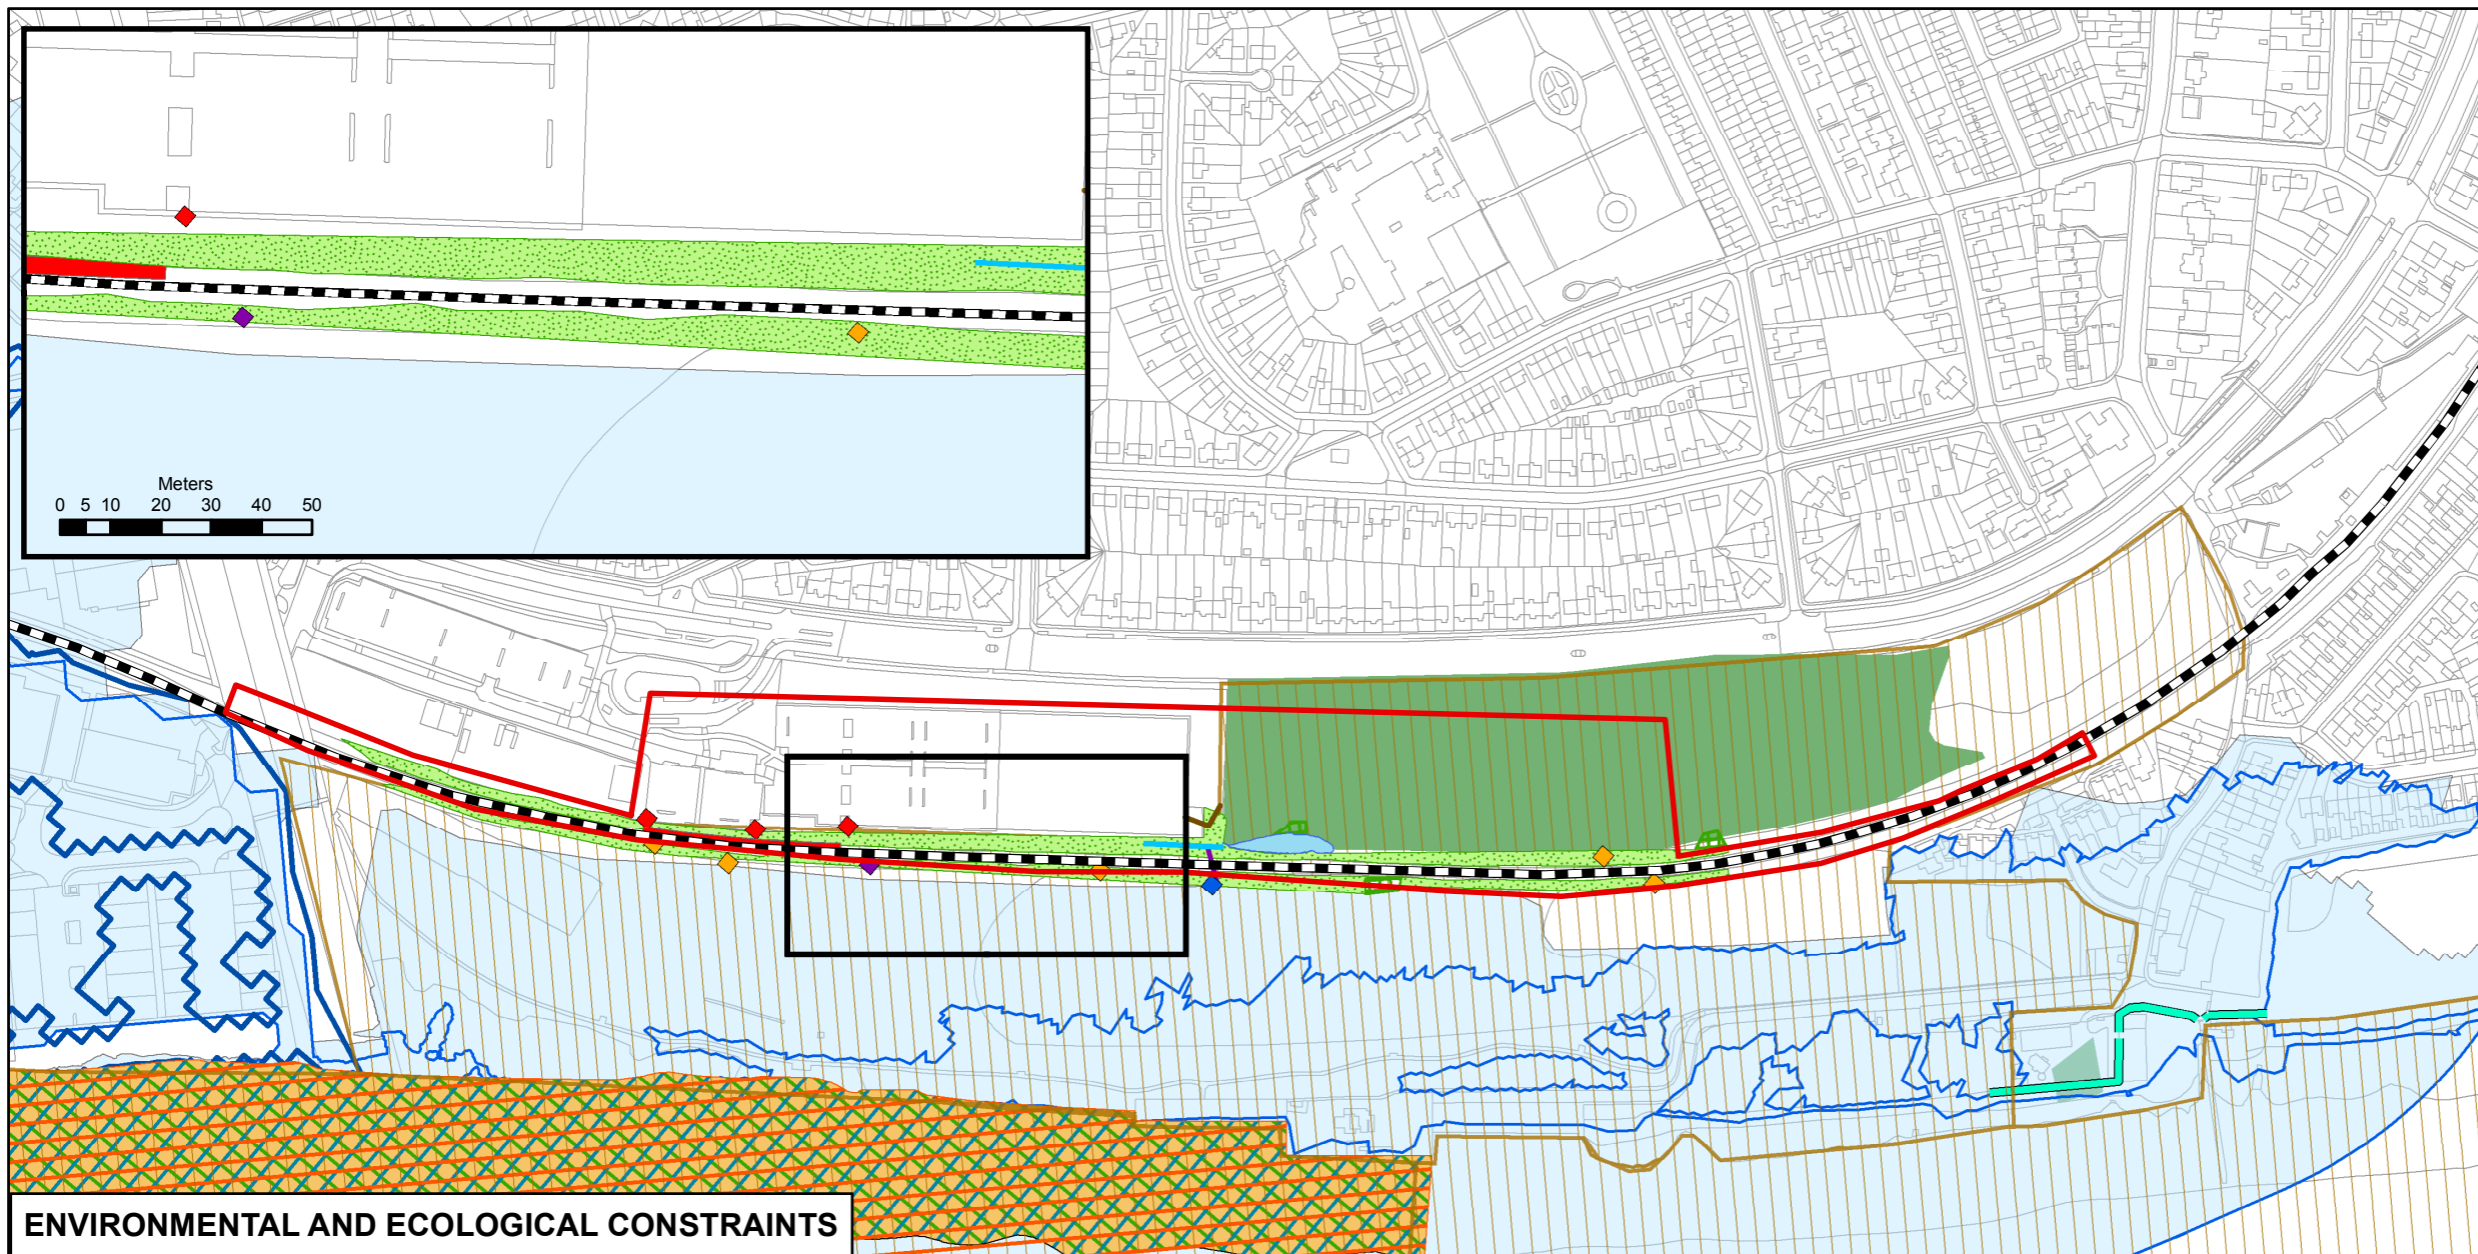 Meters
0 5 10 20 30 40 50
ENVIRONMENTAL AND ECOLOGICAL CONSTRAINTS